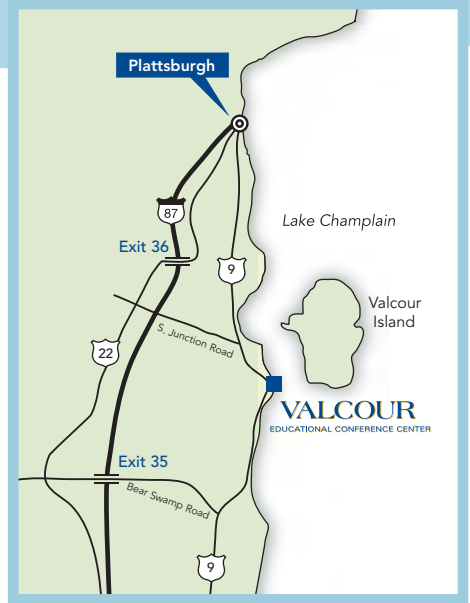 Plattsburgh
87
Lake Champlain
Exit 36
9
Valcour
Island
S. Junction Road
22
VALCOUR
EDUCATIONAL CONFERENCE CENTER
Exit 35
Bear Swamp Road
9